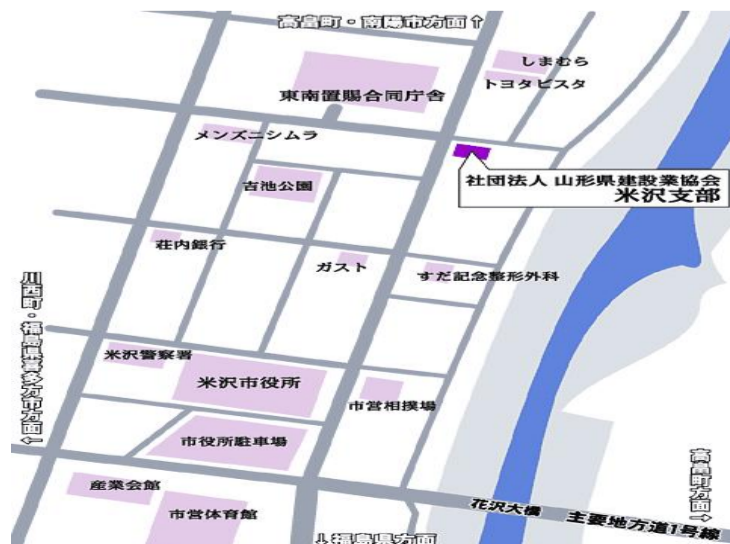 高畠町・南陽市方面↑
しまむら
トヨタビスタ
東南置賜合同庁舎
メンズニシムラ
社団法人 山形県建設業協会
米沢支部
吉池公園
荘内銀行
ガスト
すだ記念整形外科
川西町・福島県喜多方市方面←
米沢警察署
米沢市役所
市営相撲場
市役所駐車場
高畠町方面→
産業会館
市営体育館
花沢大橋
主要地方道1号線
↓福島県方面